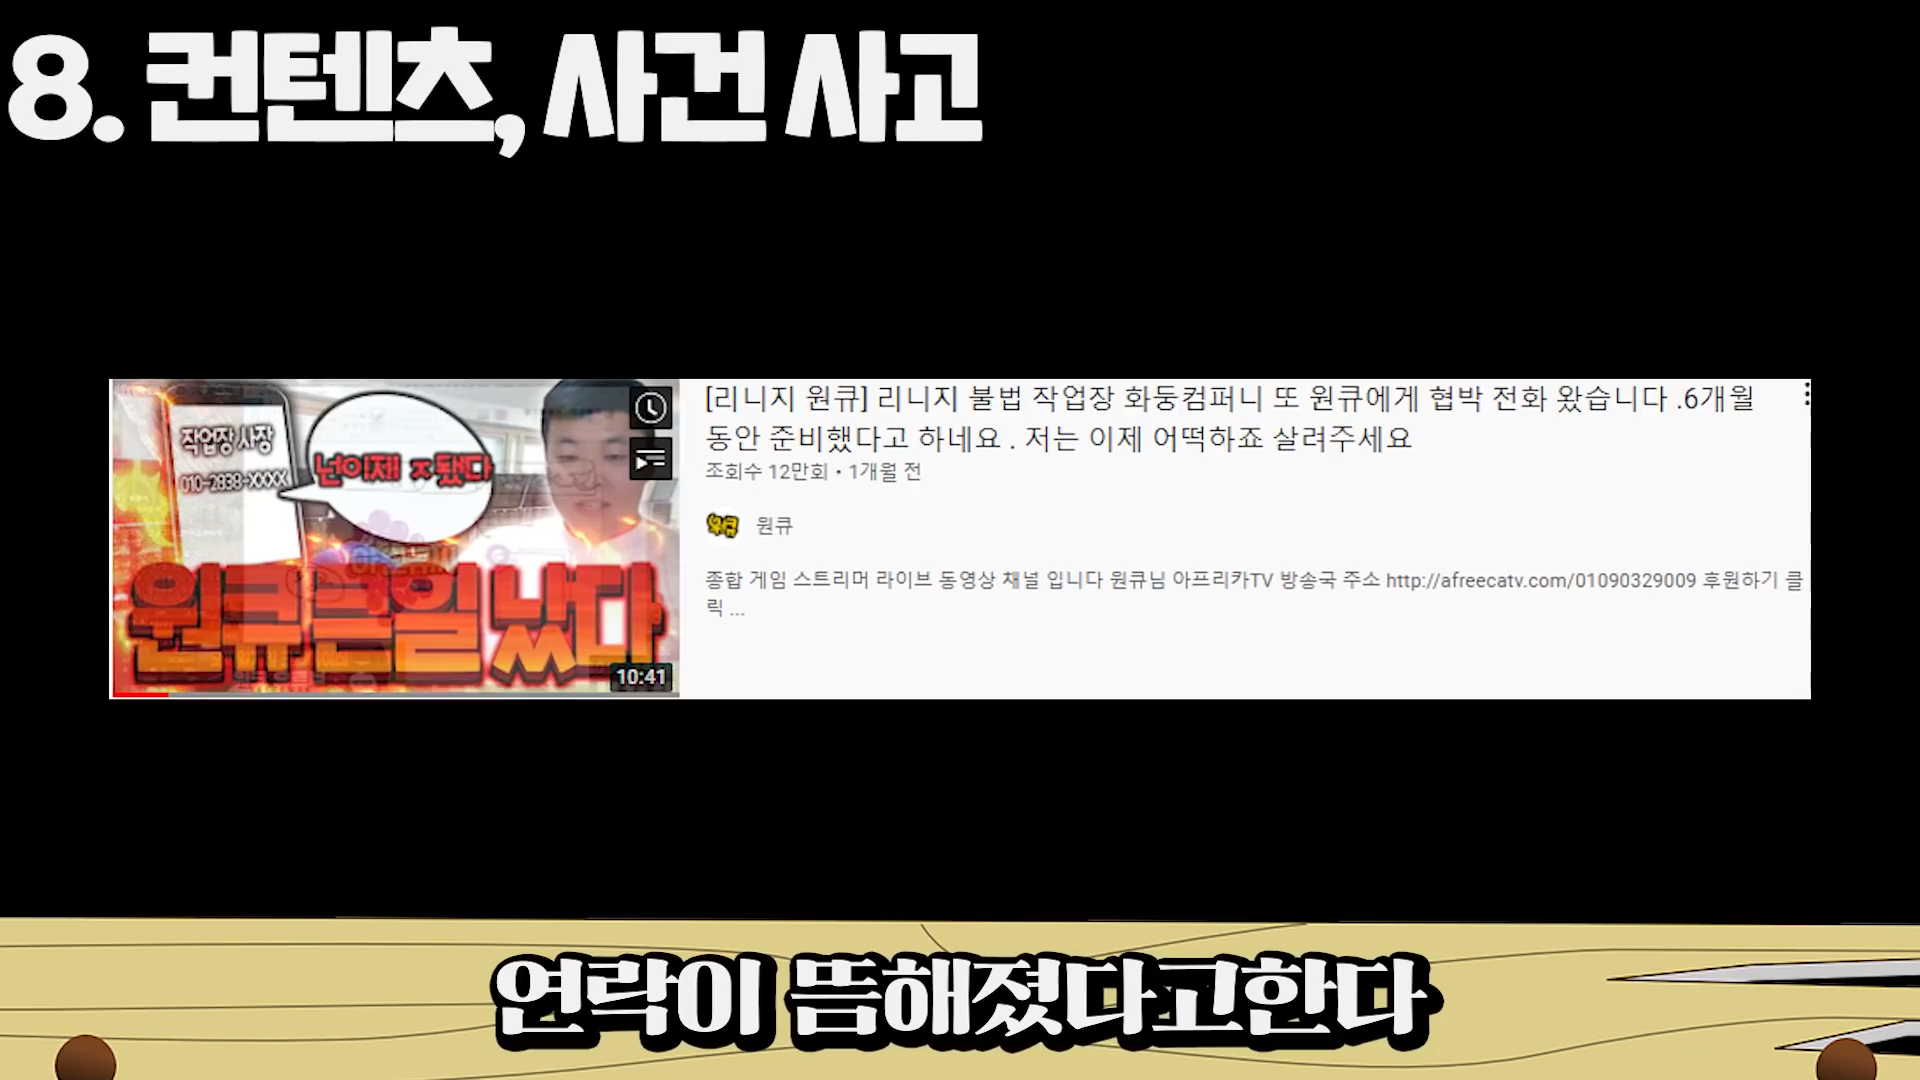 8. 컨텐츠, 사건 사고
작업장 사장
010-2838-XXXX
넌이제 ㅈ됐다
원큐큰일 났다
10:41
[리니지 원큐] 리니지 불법 작업장 화둥컴퍼니 또 원큐에게 협박 전화 왔습니다 .6개월
동안 준비했다고 하네요 . 저는 이제 어떡하죠 살려주세요
조회수 12만회 • 1개월 전
원큐
원큐
종합 게임 스트리머 라이브 동영상 채널 입니다 원큐님 아프리카TV 방송국 주소 http://afreecatv.com/01090329009 후원하기 클
릭 ...
연락이 뜸해졌다고한다